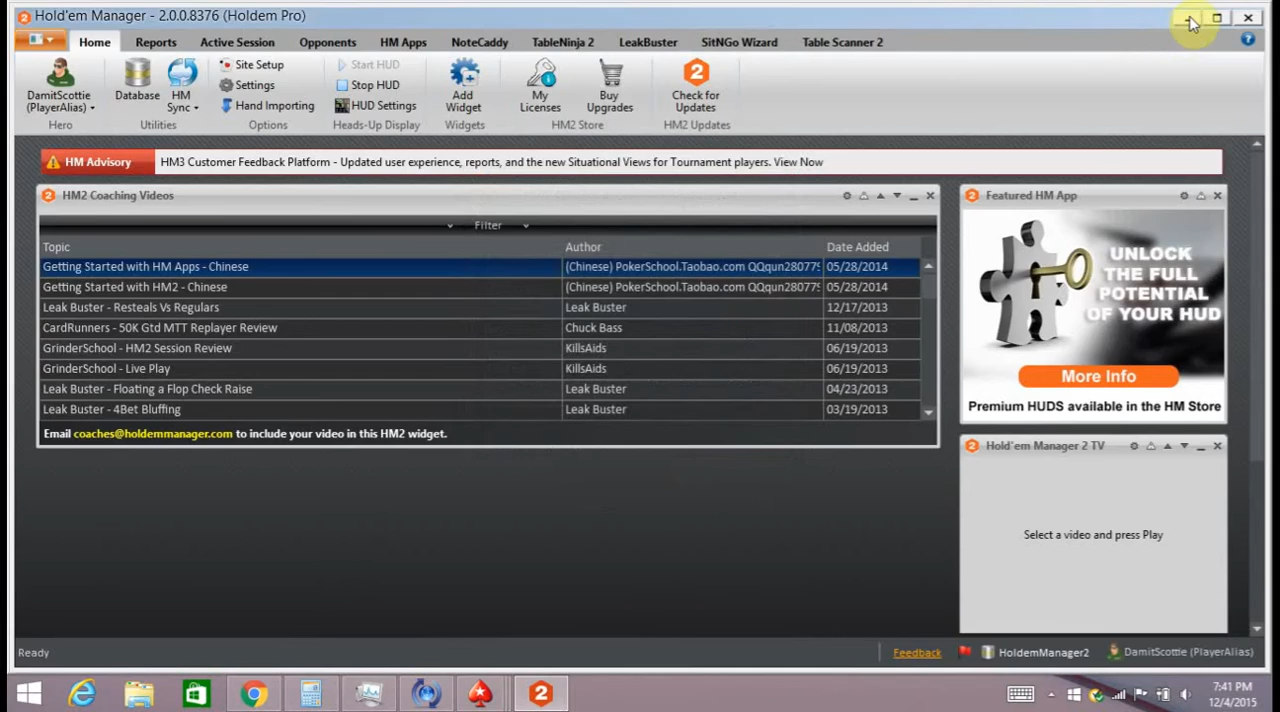 Hold'em Manager - 2.0.0.8376 (Holdem Pro)
Home Reports Active Session Opponents HM Apps NoteCaddy TableNinja 2 LeakBuster SitNGo Wizard Table Scanner 2
DamitScottie
(PlayerAlias)
Hero
Database
HM
Sync
Utilities
Site Setup
Settings
Hand Importing
Options
Start HUD
Stop HUD
HUD Settings
Heads-Up Display
Add
Widget
Widgets
My
Licenses
Buy
Upgrades
HM2 Store
Check for
Updates
HM2 Updates
HM Advisory HM3 Customer Feedback Platform - Updated user experience, reports, and the new Situational Views for Tournament players. View Now
HM2 Coaching Videos
Filter
Topic Author Date Added
Getting Started with HM Apps - Chinese (Chinese) PokerSchool.Taobao.com QQqun280779 05/28/2014
Getting Started with HM2 - Chinese (Chinese) PokerSchool.Taobao.com QQqun280779 05/28/2014
Leak Buster - Resteals Vs Regulars Leak Buster 12/17/2013
CardRunners - 50K Gtd MTT Replayer Review Chuck Bass 11/08/2013
GrinderSchool - HM2 Session Review KillsAids 06/19/2013
GrinderSchool - Live Play KillsAids 06/19/2013
Leak Buster - Floating a Flop Check Raise Leak Buster 04/23/2013
Leak Buster - 4Bet Bluffing Leak Buster 03/19/2013
Email coaches@holdemmanager.com to include your video in this HM2 widget.
Featured HM App
UNLOCK
THE FULL
POTENTIAL
OF YOUR HUD
More Info
Premium HUDS available in the HM Store
Hold'em Manager 2 TV
Select a video and press Play
Ready Feedback HoldemManager2 DamitScottie (PlayerAlias)
7:41 PM
12/4/2015